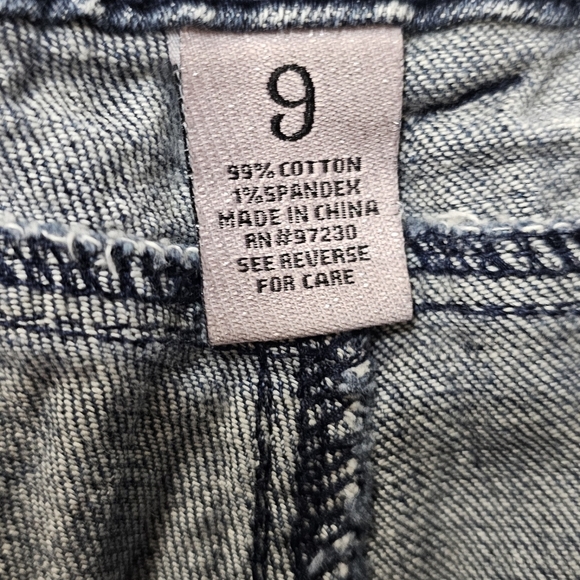 9
99% COTTON
1%SPANDEX
MADE IN CHINA
RN#97230
SEE REVERSE
FOR CARE